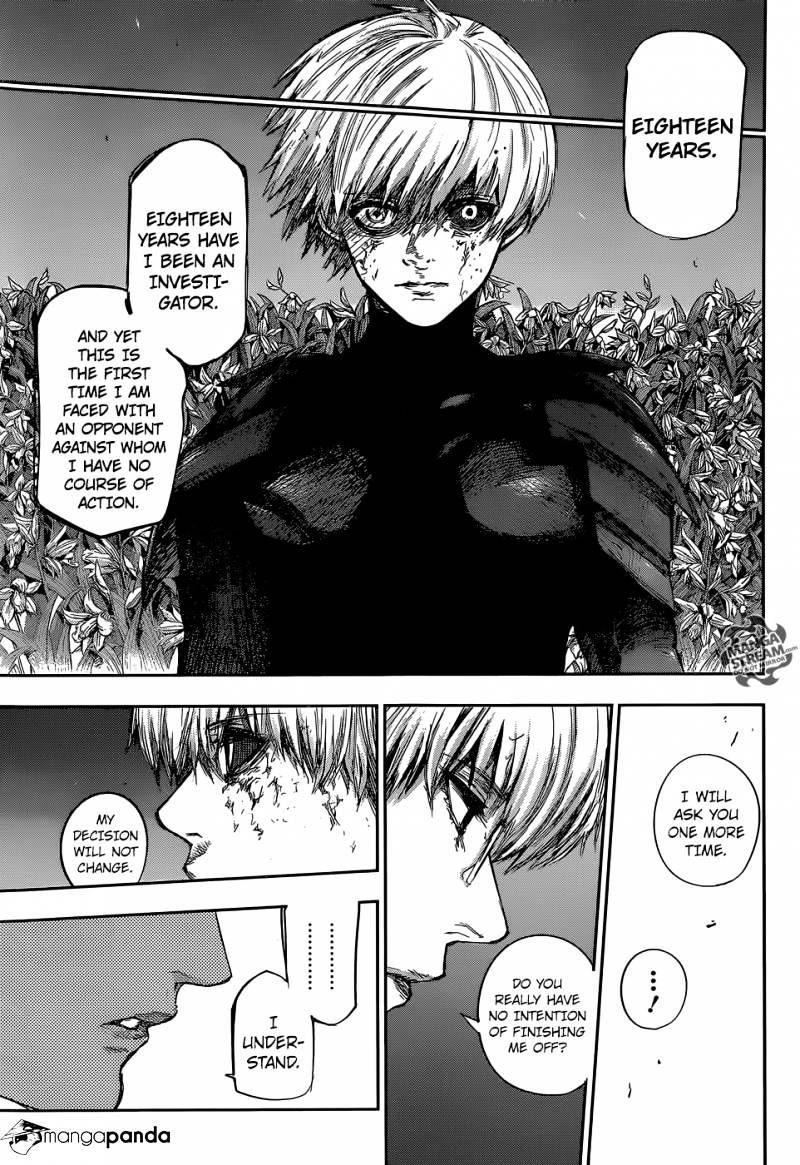 EIGHTEEN
YEARS.
EIGHTEEN
YEARS HAVE
I BEEN AN
INVESTI-
GATOR.
AND YET
THIS IS
THE FIRST
TIME I AM
FACED WITH
AN OPPONENT
AGAINST WHOM
I HAVE NO
COURSE OF
ACTION.
MANGA
STREAM.com
I WILL
ASK YOU
ONE MORE
TIME.
...!
DO YOU
REALLY HAVE
NO INTENTION
OF FINISHING
ME OFF?
MY
DECISION
WILL NOT
CHANGE.
.........
I
UNDER-
STAND.
mangapanda